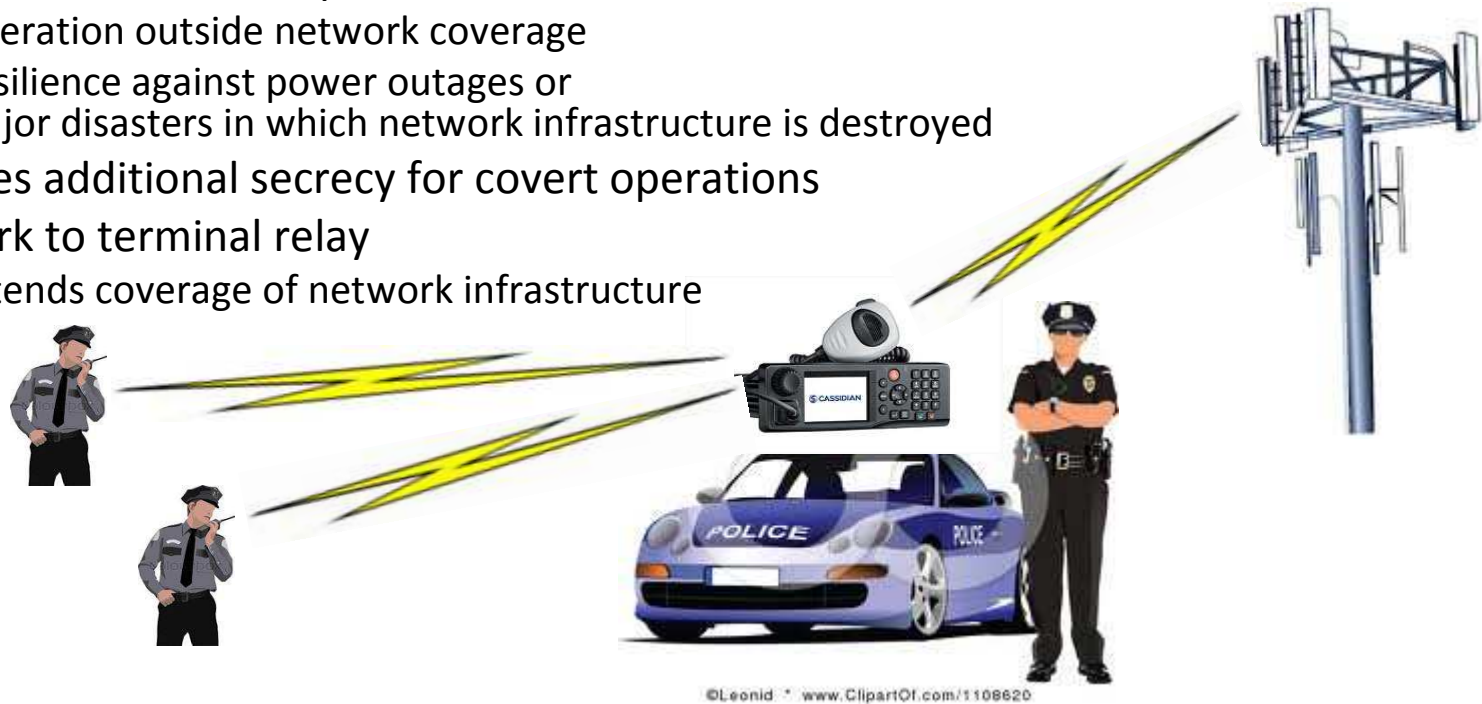 eration outside network coverage
silience against power outages or
jor disasters in which network infrastructure is destroyed
es additional secrecy for covert operations
rk to terminal relay
tends coverage of network infrastructure
CASSIDIAN
POLICE
POLICE
©Leonid * www.ClipartOf.com/1108620